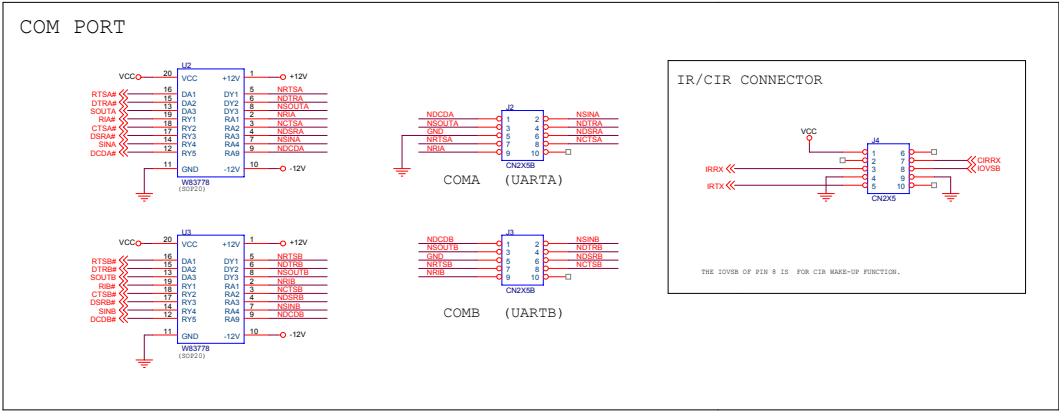 COM PORT
U2
VCC 20 VCC +12V 1 +12V
RTSA# 16 DA1 DY1 5 NRTSA
DTRA# 15 DA2 DY2 6 NDTRA
SOUTA 13 DA3 DY3 8 NSOUTA
RIA# 19 RY1 RA1 2 NRIA
CTSA# 18 RY2 RA2 3 NCTSA
DSRA# 17 RY3 RA3 4 NDSRA
SINA 14 RY4 RA4 7 NSINA
DCDA# 12 RY5 RA9 9 NDCDA
11 GND -12V 10 -12V
W83778
(SOP20)
J2
NDCDA 1 2 NSINA
NSOUTA 3 4 NDTRA
GND 5 6 NDSRA
NRTSA 7 8 NCTSA
NRIA 9 10
CN2X5B
COMA (UARTA)
U3
VCC 20 VCC +12V 1 +12V
RTSB# 16 DA1 DY1 5 NRTSB
DTRB# 15 DA2 DY2 6 NDTRB
SOUTB 13 DA3 DY3 8 NSOUTB
RIB# 19 RY1 RA1 2 NRIB
CTSB# 18 RY2 RA2 3 NCTSB
DSRB# 17 RY3 RA3 4 NDSRB
SINB 14 RY4 RA4 7 NSINB
DCDB# 12 RY5 RA9 9 NDCDB
11 GND -12V 10 -12V
W83778
(SOP20)
J3
NDCDB 1 2 NSINB
NSOUTB 3 4 NDTRB
GND 5 6 NDSRB
NRTSB 7 8 NCTSB
NRIB 9 10
CN2X5B
COMB (UARTB)
IR/CIR CONNECTOR
VCC
J4
1 6
2 7 CIRRX
IRRX 3 8 IOVSB
4 9
IRTX 5 10
CN2X5
THE IOVSB OF PIN 8 IS FOR CIR WAKE-UP FUNCTION.